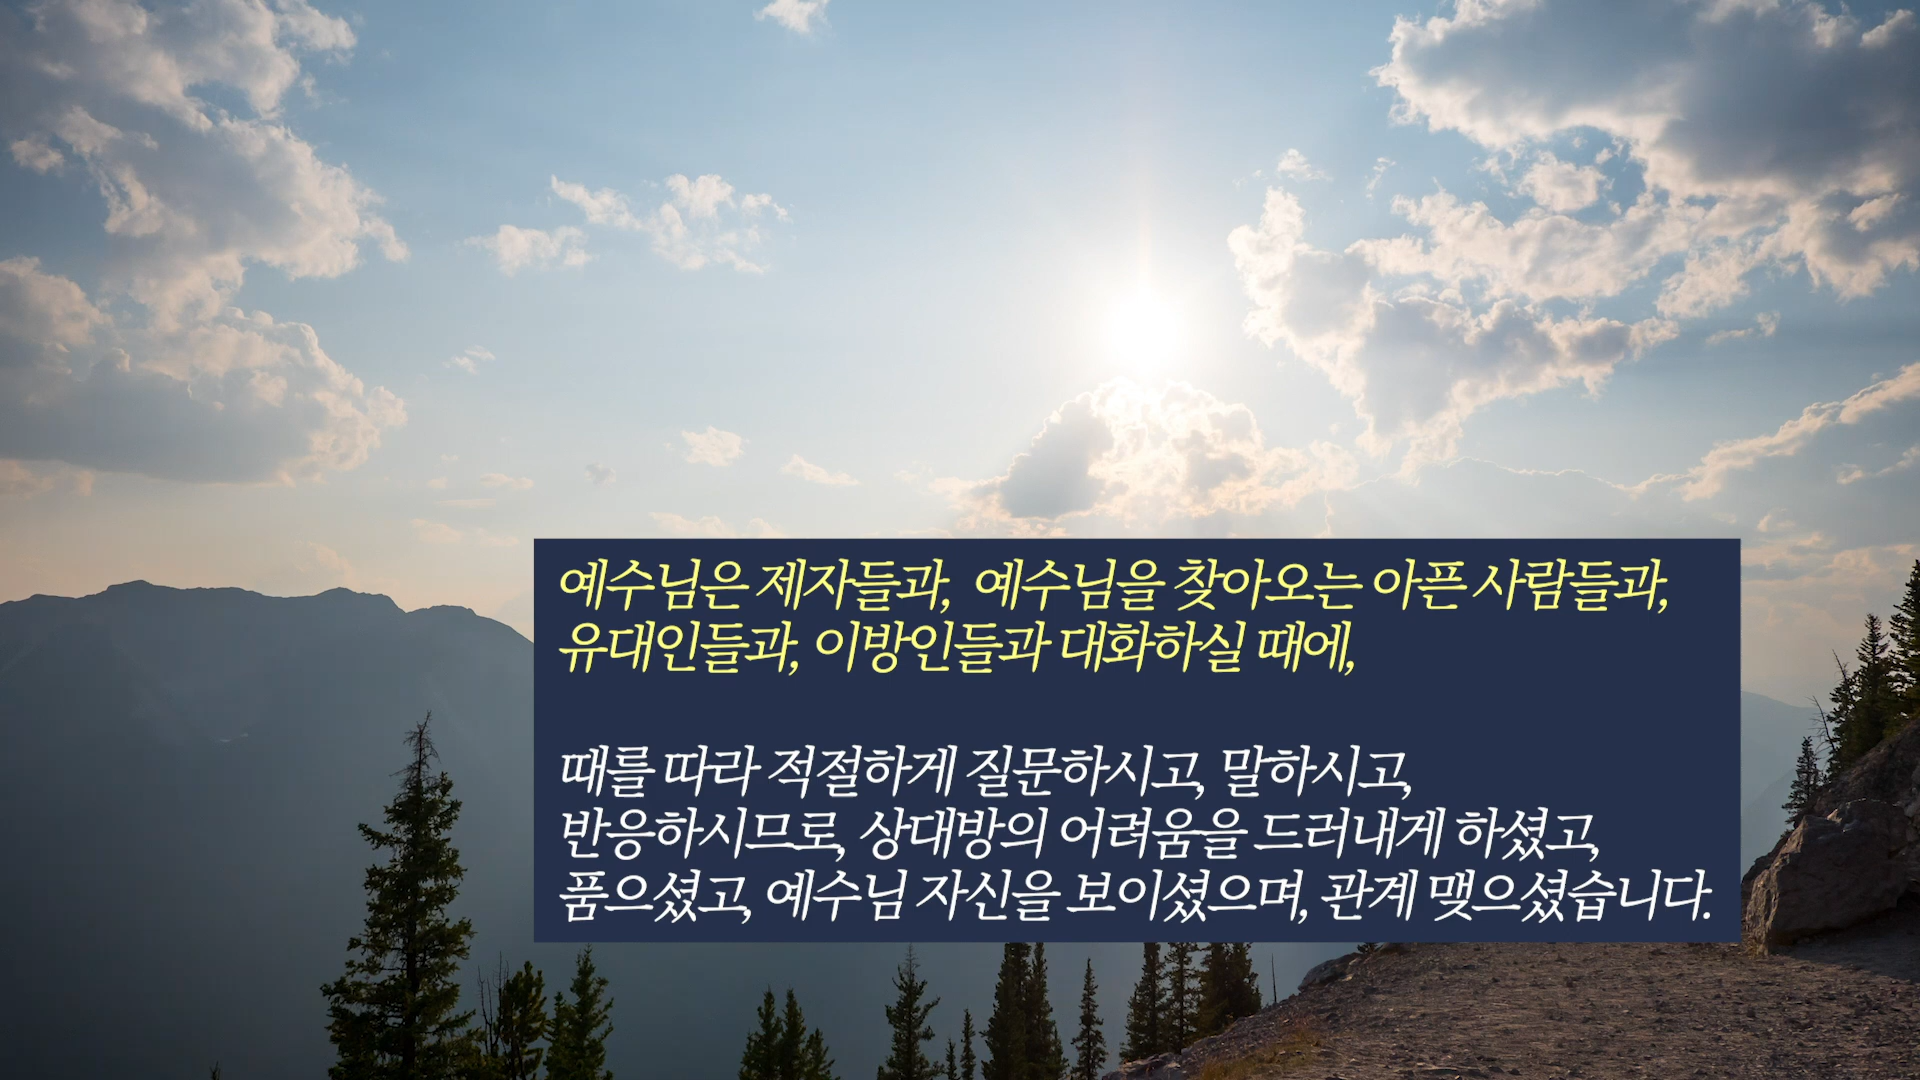 예수님은 제자들과, 예수님을 찾아오는 아픈 사람들과,
유대인들과, 이방인들과 대화하실 때에,
때를 따라 적절하게 질문하시고, 말하시고,
반응하시므로, 상대방의 어려움을 드러내게 하셨고,
품으셨고, 예수님 자신을 보이셨으며, 관계 맺으셨습니다.